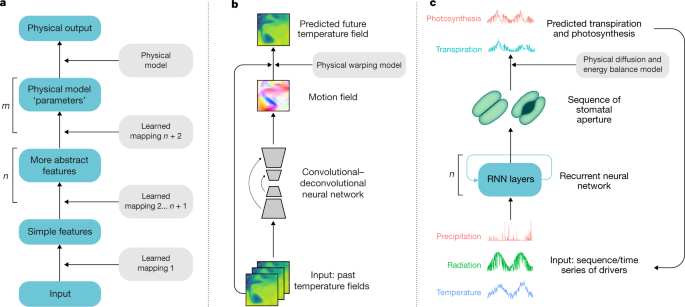 a
Physical output
Physical
model
Physical model
'parameters'
m
Learned
mapping n + 2
More abstract
features
n
Learned
mapping 2... n + 1
Simple features
Learned
mapping 1
Input
b
Predicted future
temperature field
Physical warping model
Motion field
Convolutional–
deconvolutional
neural network
Input: past
temperature fields
c
Photosynthesis
Predicted transpiration
and photosynthesis
Transpiration
Physical diffusion and
energy balance model
Sequence of
stomatal
aperture
n
RNN layers
Recurrent neural
network
Precipitation
Radiation
Input: sequence/time
series of drivers
Temperature